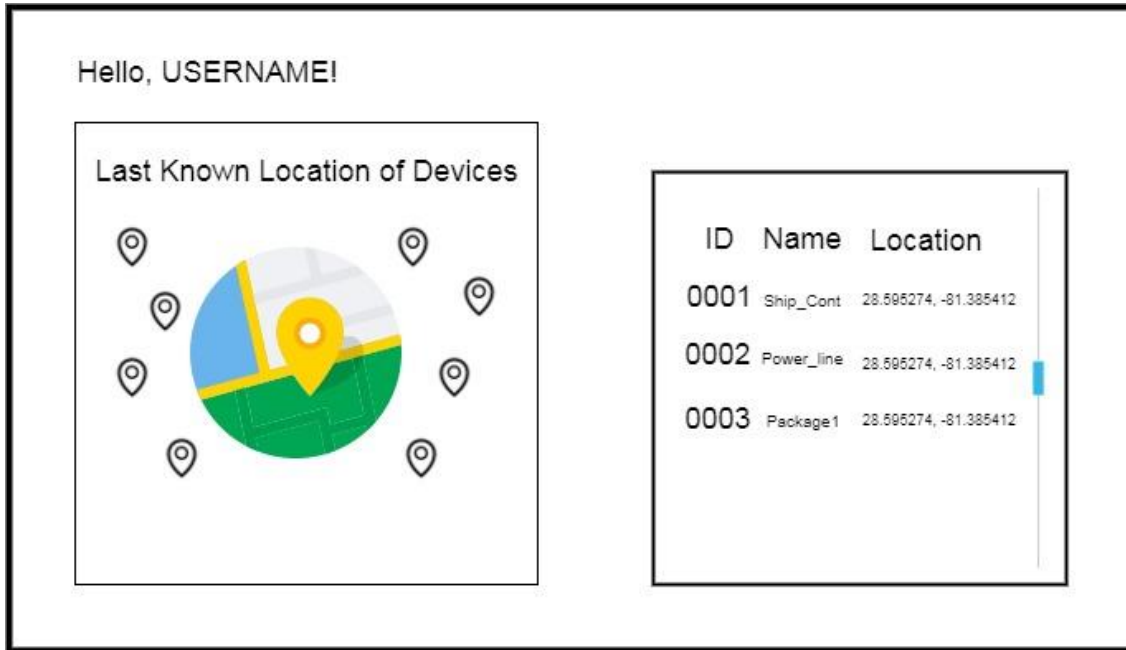 Hello, USERNAME!
Last Known Location of Devices
ID Name Location
0001 Ship_Cont 28.595274, -81.385412
0002 Power_line 28.595274, -81.385412
0003 Package1 28.595274, -81.385412